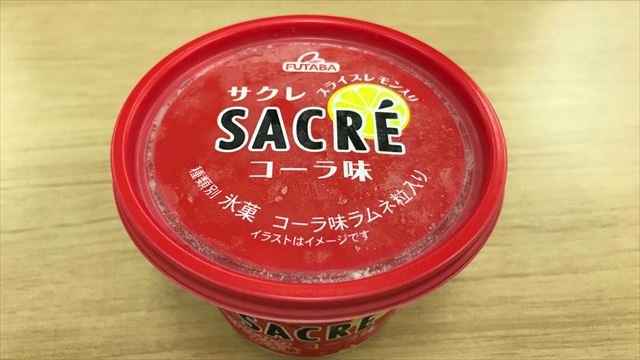 FUTABA
サクレ スライスレモン入り
SACRÉ
コーラ味
種類別 氷菓 コーラ味ラムネ粒入り
イラストはイメージです
SACRÉ